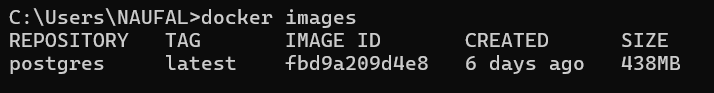 C:\Users\NAUFAL>docker images
REPOSITORY TAG IMAGE ID CREATED SIZE
postgres latest fbd9a209d4e8 6 days ago 438MB